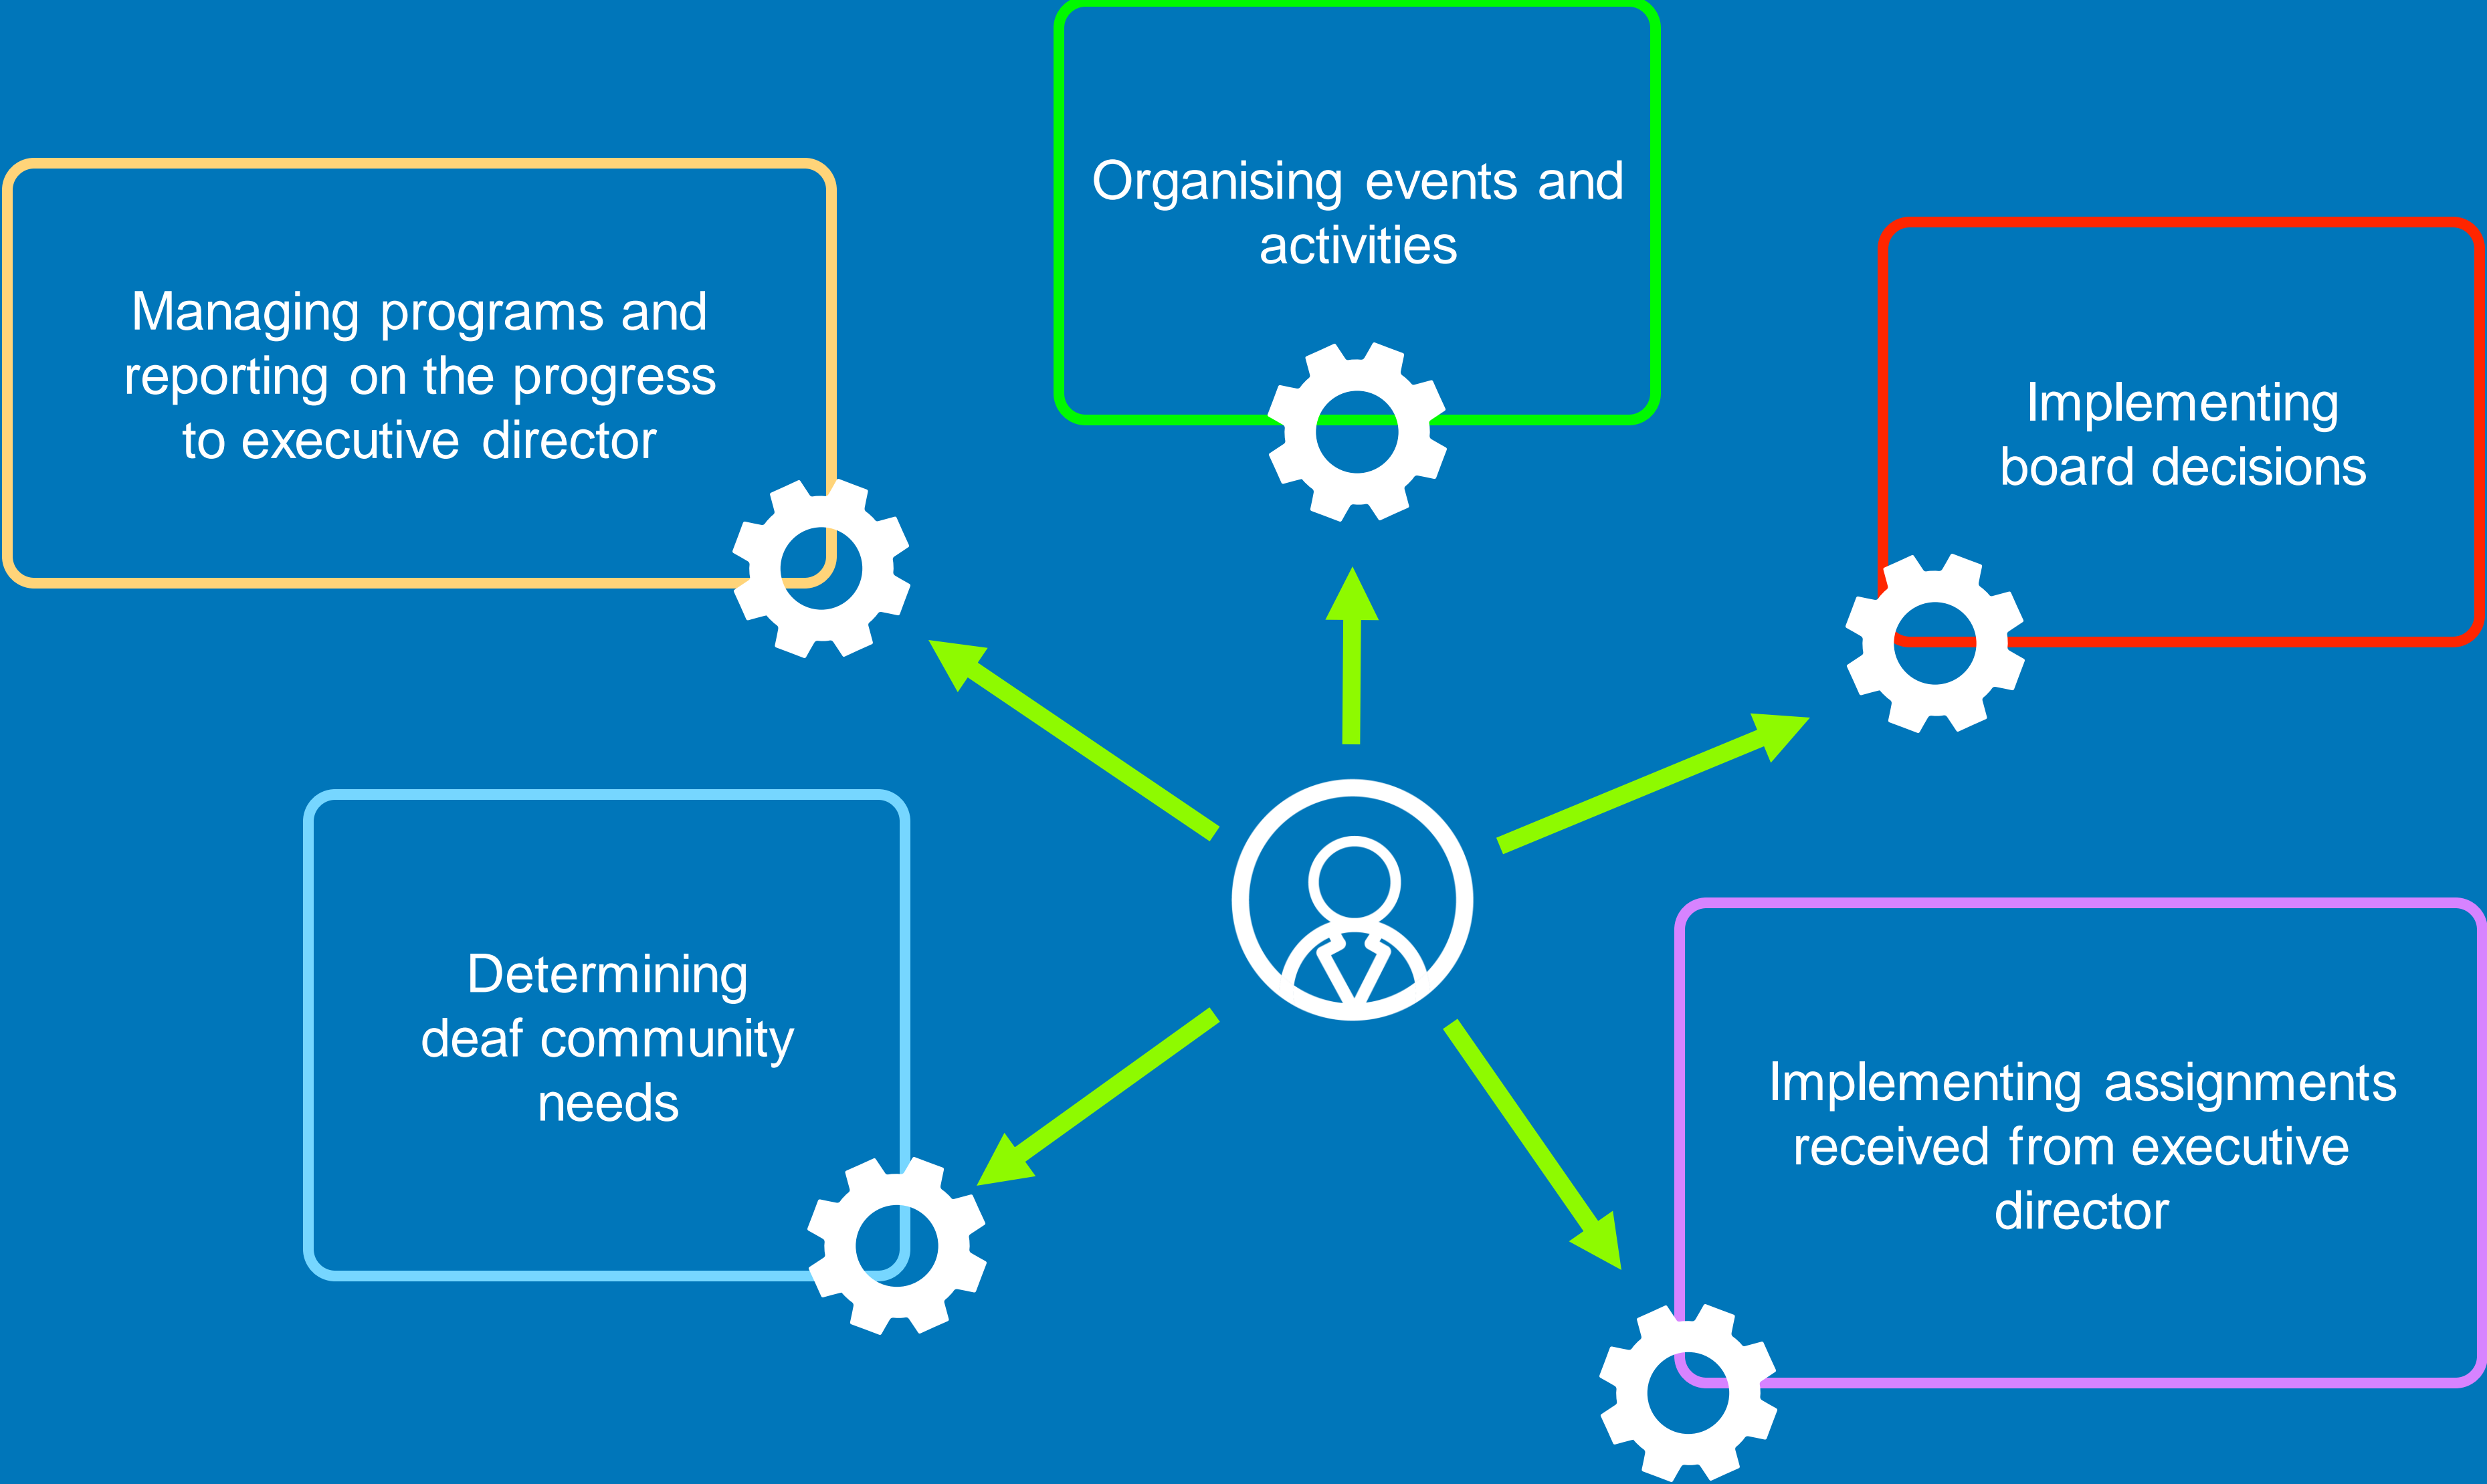 Organising events and
activities
Managing programs and
reporting on the progress
to executive director
Implementing
board decisions
Determining
deaf community
needs
Implementing assignments
received from executive
director